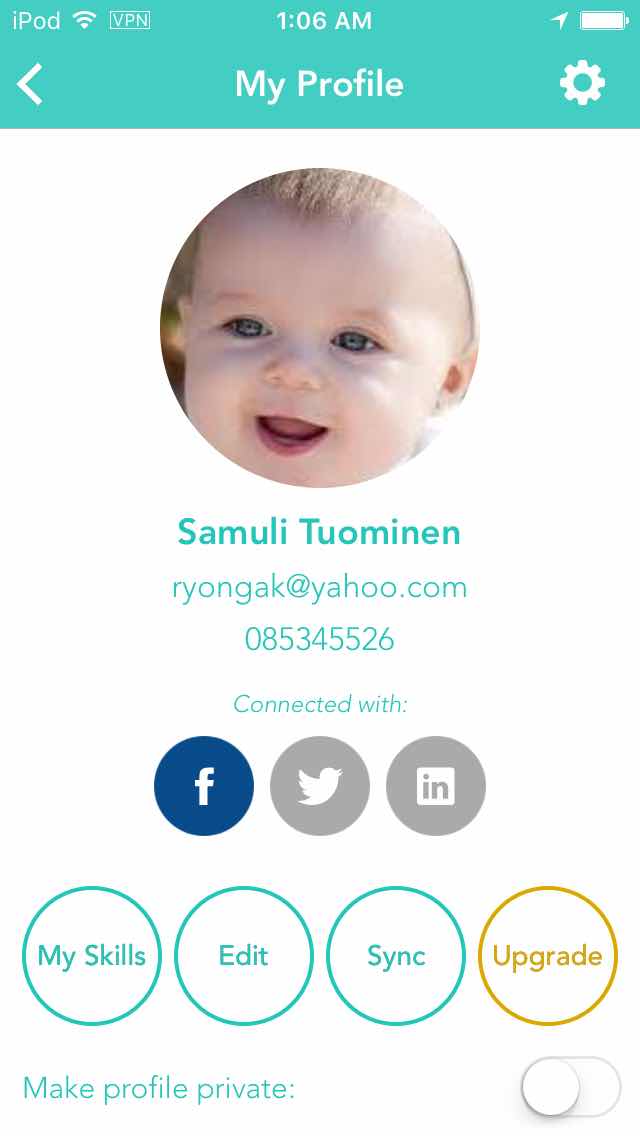 iPod VPN 1:06 AM
My Profile
Samuli Tuominen
ryongak@yahoo.com
085345526
Connected with:
f in
My Skills Edit Sync Upgrade
Make profile private: